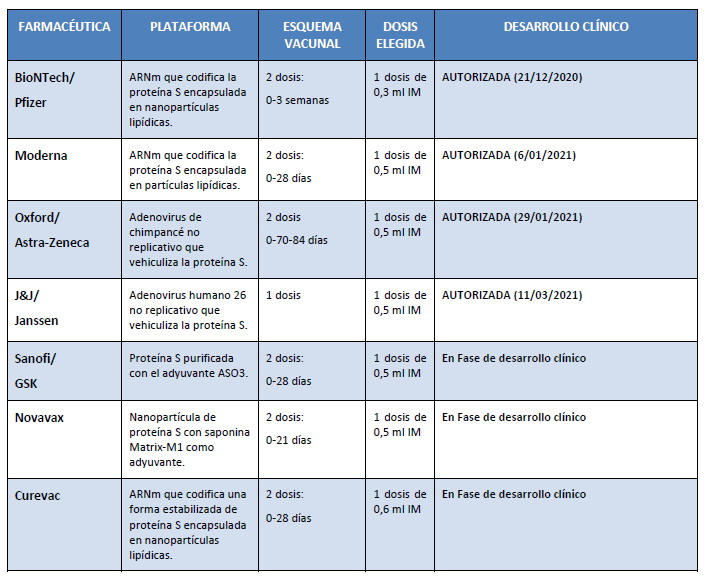 FARMACÉUTICA
PLATAFORMA
ESQUEMA
VACUNAL
DOSIS
ELEGIDA
DESARROLLO CLÍNICO
BioNTech/
Pfizer
ARNm que codifica la
proteína S encapsulada
en nanopartículas
lipídicas.
2 dosis:
0-3 semanas
1 dosis de
0,3 ml IM
AUTORIZADA (21/12/2020)
Moderna
ARNm que codifica la
proteína S encapsulada
en partículas lipídicas.
2 dosis:
0-28 días
1 dosis de
0,5 ml IM
AUTORIZADA (6/01/2021)
Oxford/
Astra-Zeneca
Adenovirus de
chimpancé no
replicativo que
vehiculiza la proteína S.
2 dosis
0-70-84 días
1 dosis de
0,5 ml IM
AUTORIZADA (29/01/2021)
J&J/
Janssen
Adenovirus humano 26
no replicativo que
vehiculiza la proteína S.
1 dosis
1 dosis de
0,5 ml IM
AUTORIZADA (11/03/2021)
Sanofi/
GSK
Proteína S purificada
con el adyuvante ASO3.
2 dosis:
0-28 días
1 dosis de
0,5 ml IM
En Fase de desarrollo clínico
Novavax
Nanopartícula de
proteína S con saponina
Matrix-M1 como
adyuvante.
2 dosis:
0-21 días
1 dosis de
0,5 ml IM
En Fase de desarrollo clínico
Curevac
ARNm que codifica una
forma estabilizada de
proteína S encapsulada
en nanopartículas
lipídicas.
2 dosis:
0-28 días
1 dosis de
0,6 ml IM
En Fase de desarrollo clínico